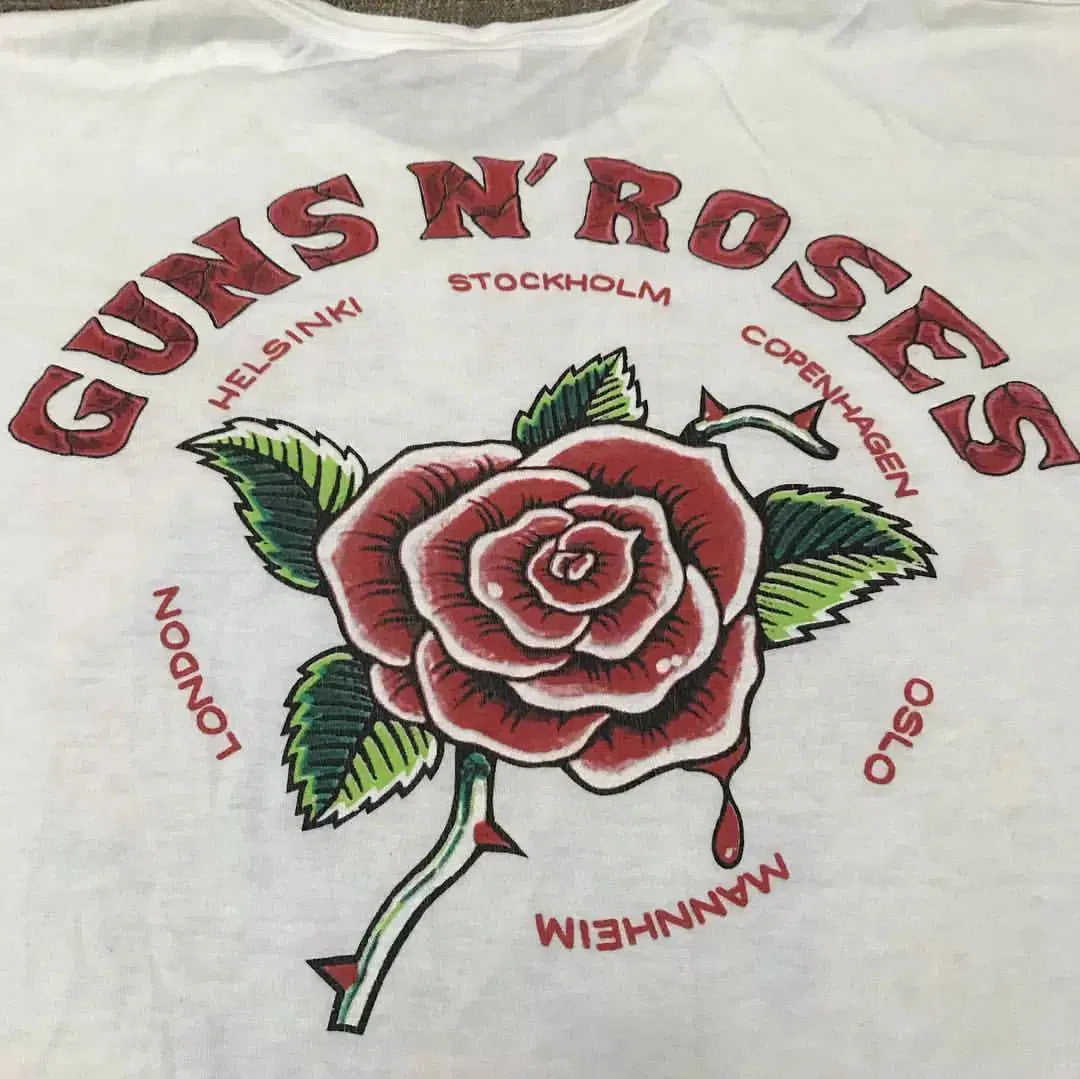 GUNS N' ROSES
STOCKHOLM
HELSINKI
COPENHAGEN
LONDON
OSLO
MANNHEIM